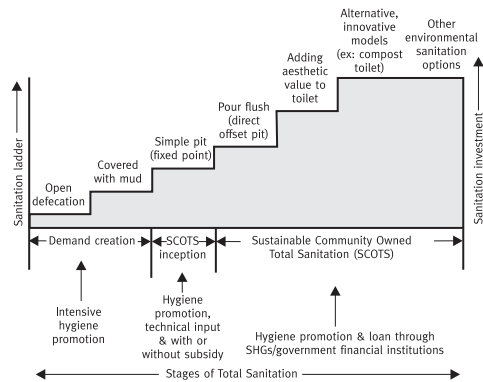 Alternative,
innovative
models
(ex: compost
toilet)
Other
environmental
sanitation
options
Adding
aesthetic
value to
toilet
Pour flush
(direct
offset pit)
Simple pit
(fixed point)
Covered
with mud
Open
defecation
Sanitation ladder
Sanitation investment
Demand creation
SCOTS
inception
Sustainable Community Owned
Total Sanitation (SCOTS)
Intensive
hygiene
promotion
Hygiene
promotion,
technical input
& with or
without subsidy
Hygiene promotion & loan through
SHGs/government financial institutions
Stages of Total Sanitation